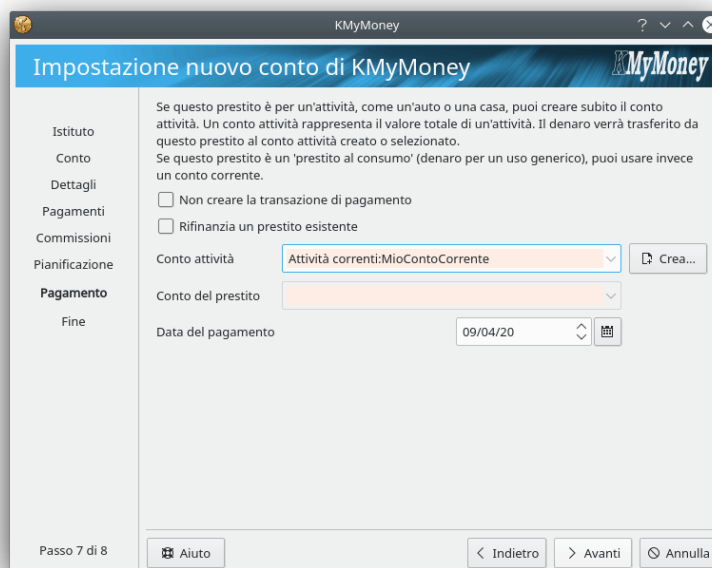 KMyMoney
Impostazione nuovo conto di KMyMoney
KMyMoney
Istituto
Conto
Dettagli
Pagamenti
Commissioni
Pianificazione
Pagamento
Fine
Passo 7 di 8
Se questo prestito è per un'attività, come un'auto o una casa, puoi creare subito il conto
attività. Un conto attività rappresenta il valore totale di un'attività. Il denaro verrà trasferito da
questo prestito al conto attività creato o selezionato.
Se questo prestito è un 'prestito al consumo' (denaro per un uso generico), puoi usare invece
un conto corrente.
Non creare la transazione di pagamento
Rifinanzia un prestito esistente
Conto attività Attività correnti:MioContoCorrente Crea...
Conto del prestito
Data del pagamento 09/04/20
Aiuto Indietro Avanti Annulla